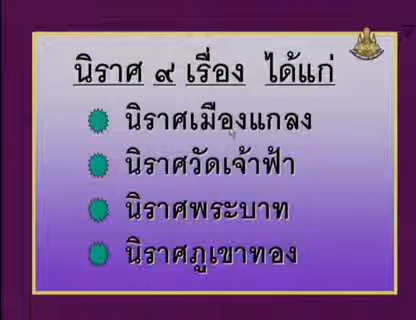 นิราศ ๙ เรื่อง ได้แก่
นิราศเมืองแกลง
นิราศวัดเจ้าฟ้า
นิราศพระบาท
นิราศภูเขาทอง